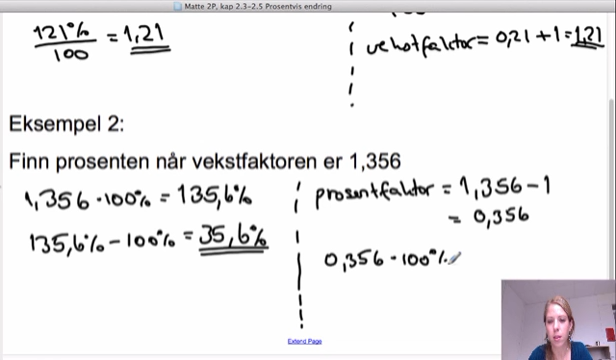 Matte 2P, kap 2.3-2.5 Prosentvis endring
121% / 100 = 1,21
vekstfaktor = 0,21 + 1 = 1,21
Eksempel 2:
Finn prosenten når vekstfaktoren er 1,356
1,356 · 100% = 135,6%
135,6% - 100% = 35,6%
prosentfaktor = 1,356 - 1
= 0,356
0,356 · 100%
Extend Page